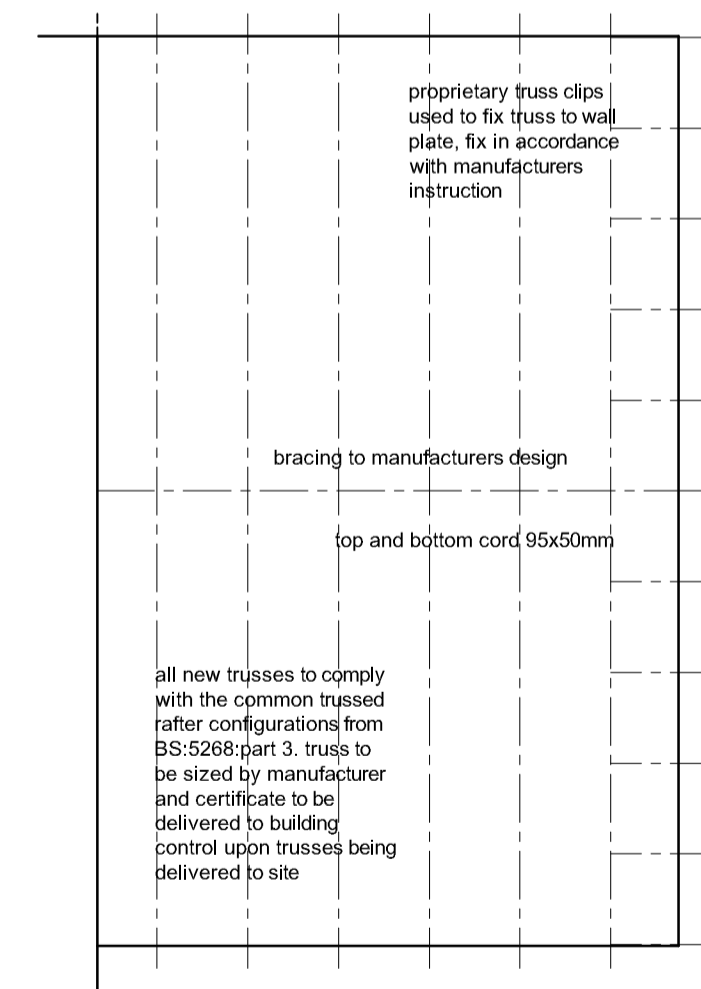 proprietary truss clips
used to fix truss to wall
plate, fix in accordance
with manufacturers
instruction
bracing to manufacturers design
top and bottom cord 95x50mm
all new trusses to comply
with the common trussed
rafter configurations from
BS:5268:part 3. truss to
be sized by manufacturer
and certificate to be
delivered to building
control upon trusses being
delivered to site